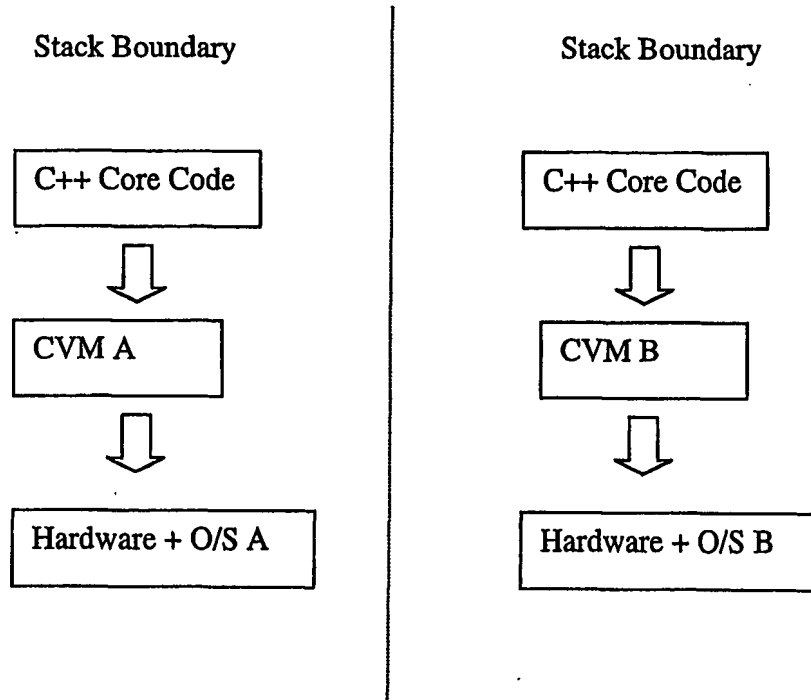 Stack Boundary
C++ Core Code
CVM A
Hardware + O/S A
Stack Boundary
C++ Core Code
CVM B
Hardware + O/S B